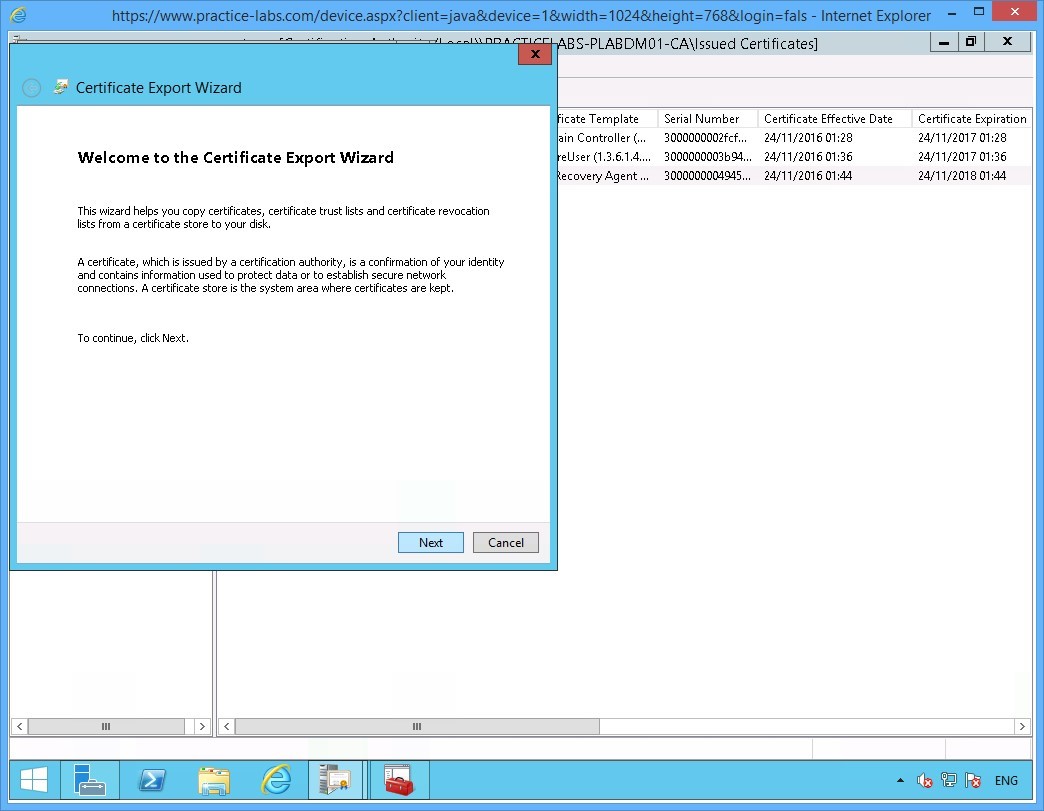 https://www.practice-labs.com/device.aspx?client=java&device=1&width=1024&height=768&login=fals - Internet Explorer
ABS-PLABDM01-CA\Issued Certificates]
Certificate Export Wizard
Welcome to the Certificate Export Wizard
This wizard helps you copy certificates, certificate trust lists and certificate revocation
lists from a certificate store to your disk.
A certificate, which is issued by a certification authority, is a confirmation of your identity
and contains information used to protect data or to establish secure network
connections. A certificate store is the system area where certificates are kept.
To continue, click Next.
Next Cancel
ficate Template Serial Number Certificate Effective Date Certificate Expiration
ain Controller (... 3000000002fcf... 24/11/2016 01:28 24/11/2017 01:28
reUser (1.3.6.1.4.... 3000000003b94... 24/11/2016 01:36 24/11/2017 01:36
Recovery Agent ... 3000000004945... 24/11/2016 01:44 24/11/2018 01:44
ENG